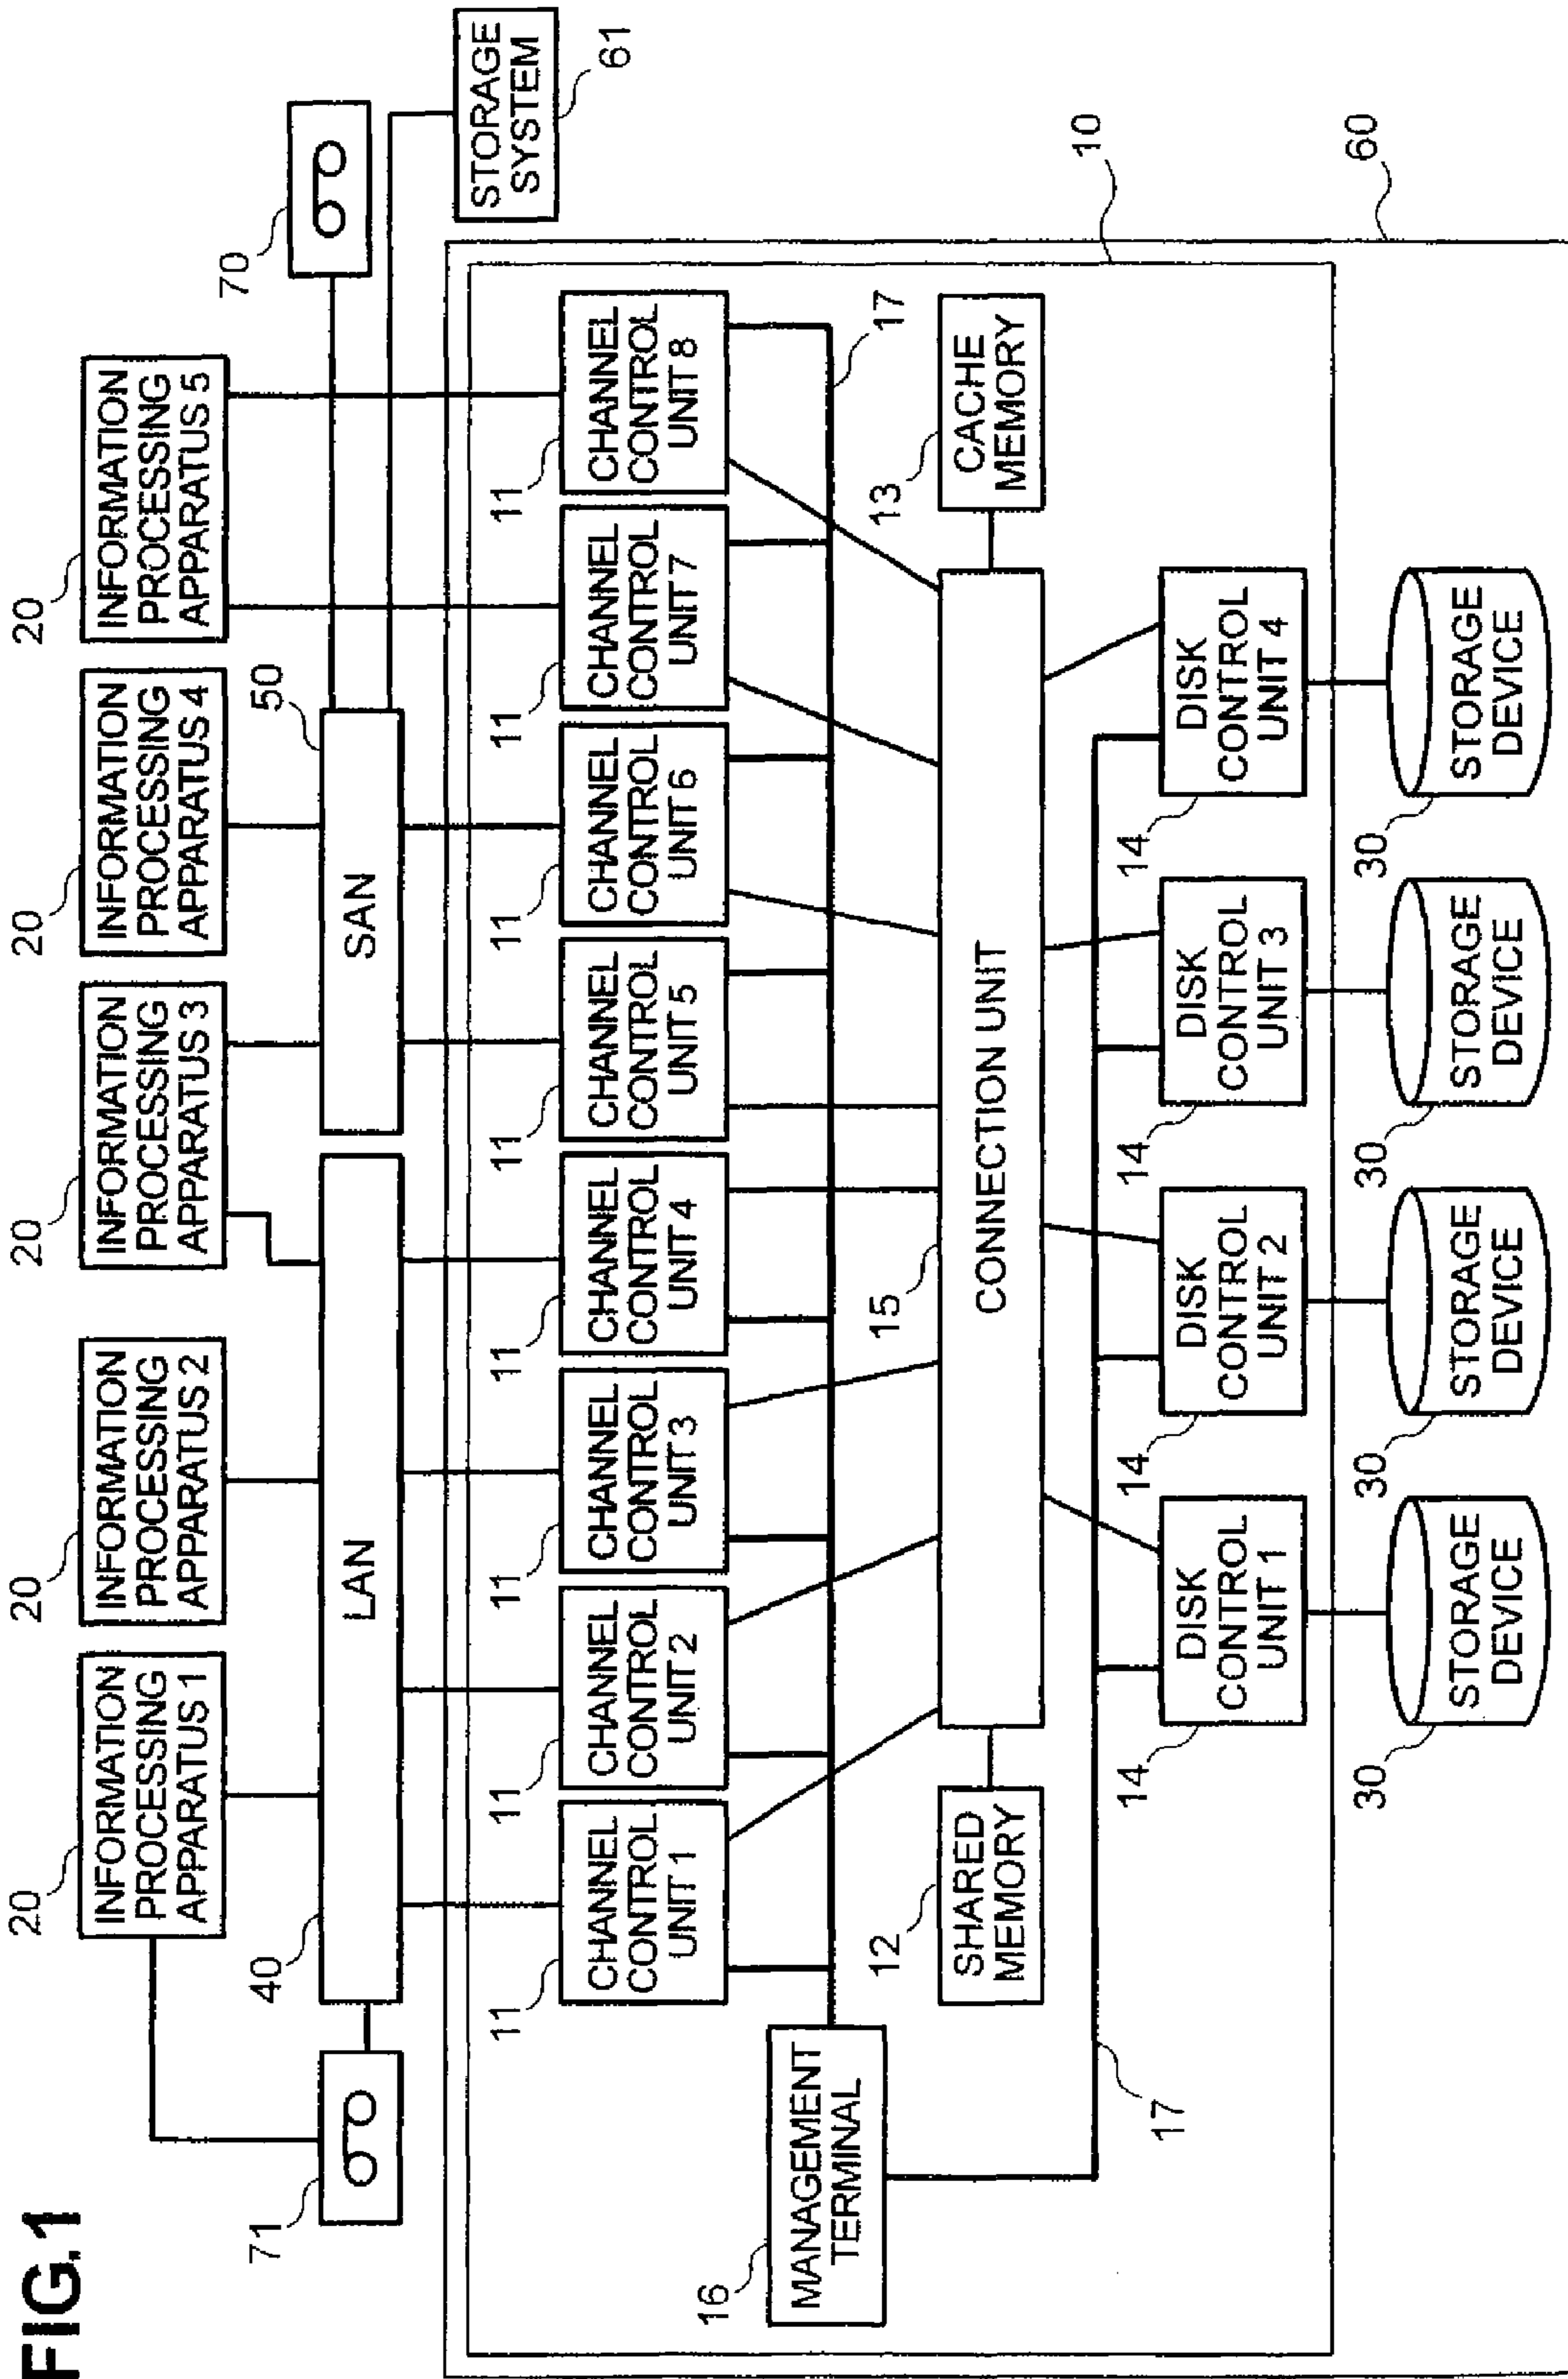 FIG.1
20
INFORMATION
PROCESSING
APPARATUS 1
20
INFORMATION
PROCESSING
APPARATUS 2
20
INFORMATION
PROCESSING
APPARATUS 3
20
INFORMATION
PROCESSING
APPARATUS 4
20
INFORMATION
PROCESSING
APPARATUS 5
71
40
LAN
50
SAN
70
STORAGE
SYSTEM
61
11
CHANNEL
CONTROL
UNIT 1
11
CHANNEL
CONTROL
UNIT 2
11
CHANNEL
CONTROL
UNIT 3
11
CHANNEL
CONTROL
UNIT 4
11
CHANNEL
CONTROL
UNIT 5
11
CHANNEL
CONTROL
UNIT 6
11
CHANNEL
CONTROL
UNIT 7
11
CHANNEL
CONTROL
UNIT 8
16
MANAGEMENT
TERMINAL
17
12
SHARED
MEMORY
15
CONNECTION UNIT
13
CACHE
MEMORY
10
17
14
DISK
CONTROL
UNIT 1
14
DISK
CONTROL
UNIT 2
14
DISK
CONTROL
UNIT 3
14
DISK
CONTROL
UNIT 4
60
30
STORAGE
DEVICE
30
STORAGE
DEVICE
30
STORAGE
DEVICE
30
STORAGE
DEVICE